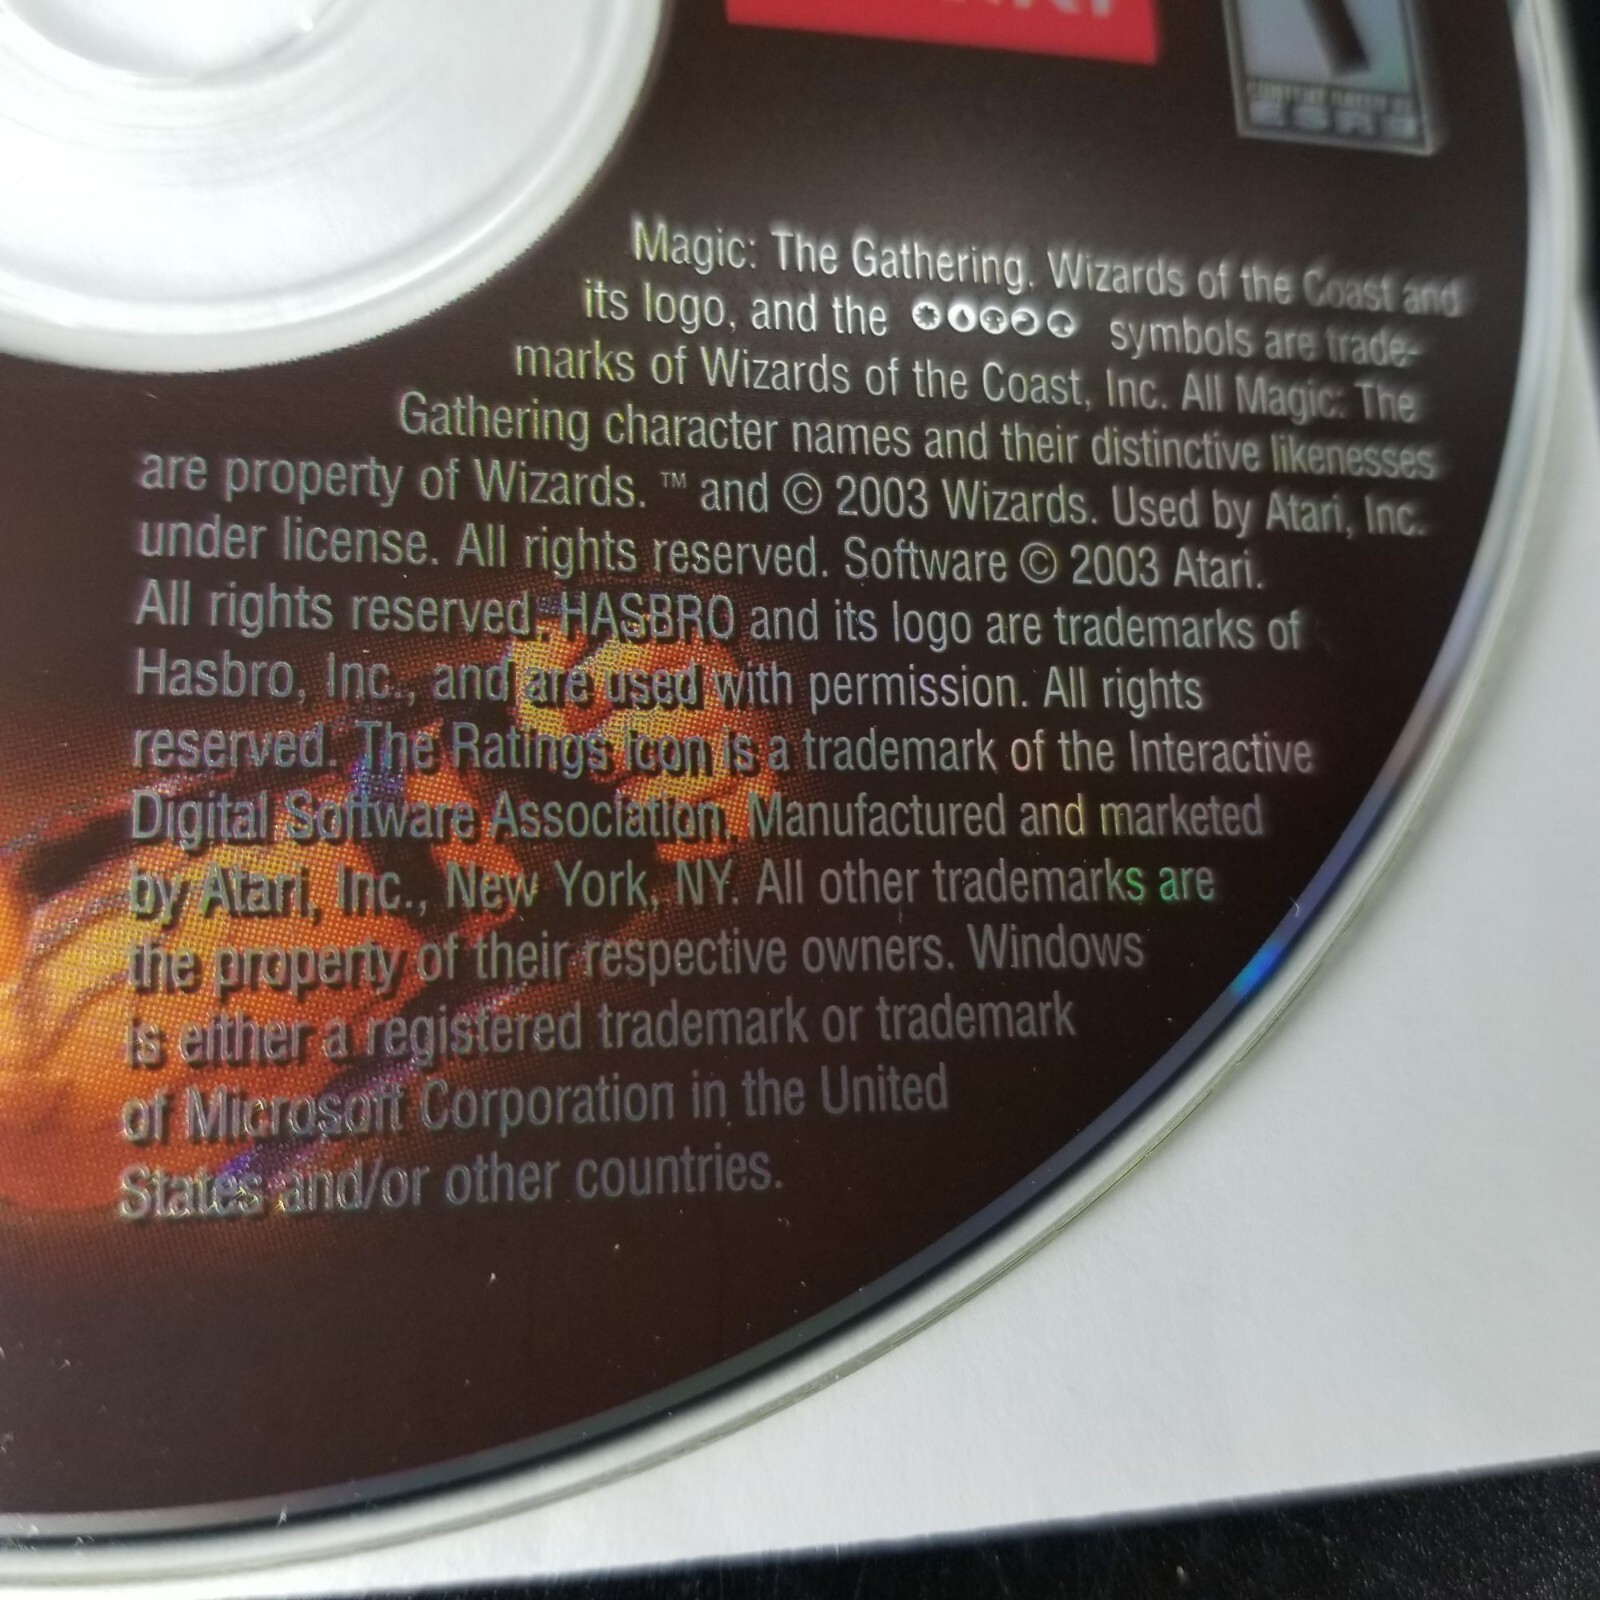 CONTENT RATED BY
ESRB
Magic: The Gathering, Wizards of the Coast and
its logo, and the symbols are trade-
marks of Wizards of the Coast, Inc. All Magic: The
Gathering character names and their distinctive likenesses
are property of Wizards. ™ and © 2003 Wizards. Used by Atari, Inc.
under license. All rights reserved. Software © 2003 Atari.
All rights reserved. HASBRO and its logo are trademarks of
Hasbro, Inc., and are used with permission. All rights
reserved. The Ratings Icon is a trademark of the Interactive
Digital Software Association. Manufactured and marketed
by Atari, Inc., New York, NY. All other trademarks are
the property of their respective owners. Windows
is either a registered trademark or trademark
of Microsoft Corporation in the United
States and/or other countries.